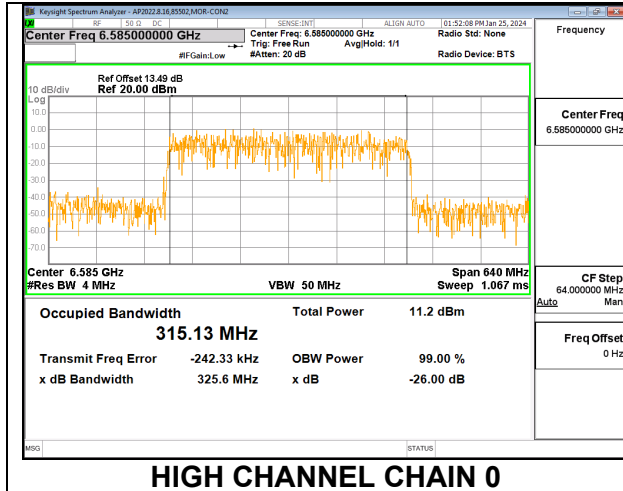 Keysight Spectrum Analyzer - AP2022.8.16,85502,MOR-CON2
RF 50 Ω DC SENSE:INT ALIGN AUTO 01:52:08 PM Jan 25, 2024
Center Freq 6.585000000 GHz Center Freq: 6.585000000 GHz Radio Std: None Frequency
Trig: Free Run Avg|Hold: 1/1
#IFGain:Low #Atten: 20 dB Radio Device: BTS
Ref Offset 13.49 dB
10 dB/div Ref 20.00 dBm
Log
10.0
0.00
-10.0
-20.0
-30.0
-40.0
-50.0
-60.0
-70.0
Center 6.585 GHz Span 640 MHz
#Res BW 4 MHz VBW 50 MHz Sweep 1.067 ms
Center Freq
6.585000000 GHz
CF Step
64.000000 MHz
Auto Man
Freq Offset
0 Hz
Occupied Bandwidth Total Power 11.2 dBm
315.13 MHz
Transmit Freq Error -242.33 kHz OBW Power 99.00 %
x dB Bandwidth 325.6 MHz x dB -26.00 dB
MSG STATUS
HIGH CHANNEL CHAIN 0